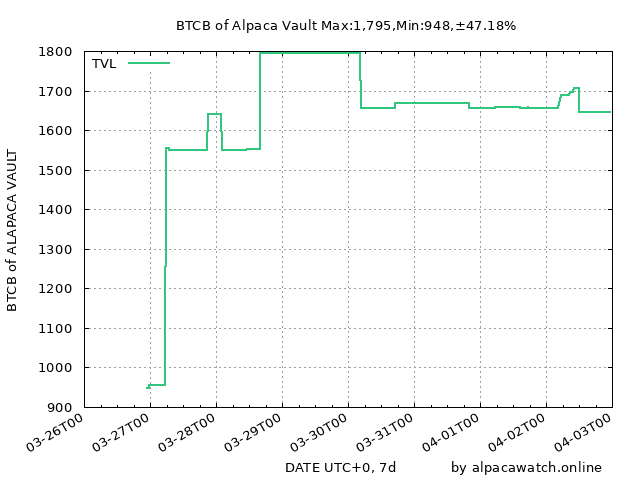 BTCB of Alpaca Vault Max:1,795,Min:948,±47.18%
TVL
BTCB of ALAPACA VAULT
1800
1700
1600
1500
1400
1300
1200
1100
1000
900
03-26T00
03-27T00
03-28T00
03-29T00
03-30T00
03-31T00
04-01T00
04-02T00
04-03T00
DATE UTC+0, 7d
by alpacawatch.online